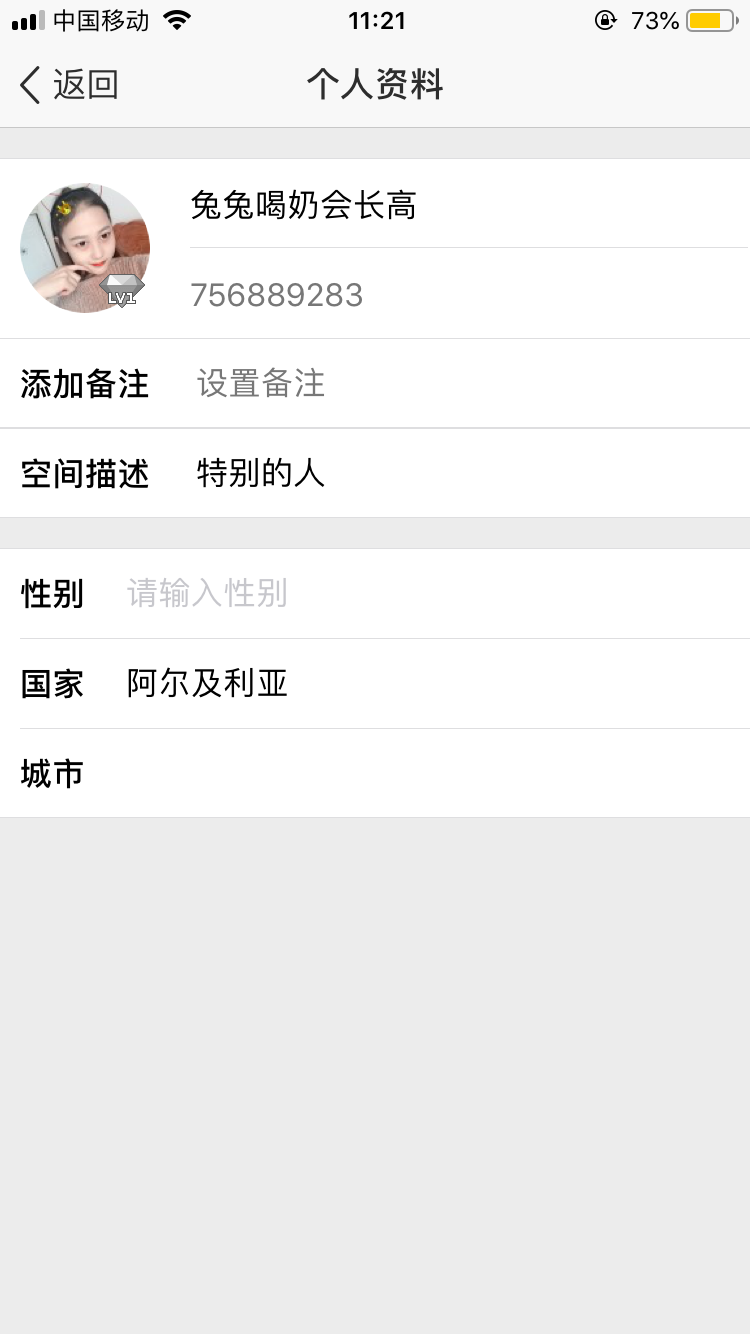 中国移动 11:21 73%
返回 个人资料
兔兔喝奶会长高
LV1
756889283
添加备注 设置备注
空间描述 特别的人
性别 请输入性别
国家 阿尔及利亚
城市